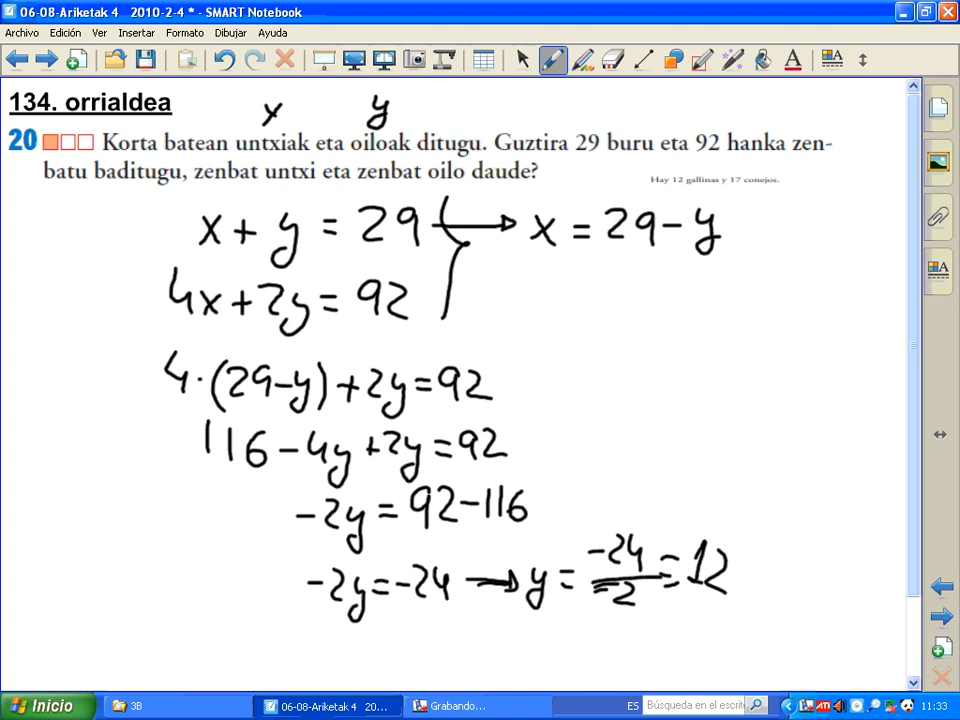 06-08-Ariketak 4 2010-2-4 * - SMART Notebook
Archivo Edición Ver Insertar Formato Dibujar Ayuda
134. orrialdea
x y
20 Korta batean untxiak eta oiloak ditugu. Guztira 29 buru eta 92 hanka zen-
batu baditugu, zenbat untxi eta zenbat oilo daude?
Hay 12 gallinas y 17 conejos.
x + y = 29 → x = 29 - y
4x + 2y = 92
4·(29-y)+2y=92
116-4y+2y=92
-2y = 92-116
-2y=-24 → y = -24/-2 = 12
Inicio 3B 06-08-Ariketak 4 20... Grabando... ES Búsqueda en el escrit ATI 11:33